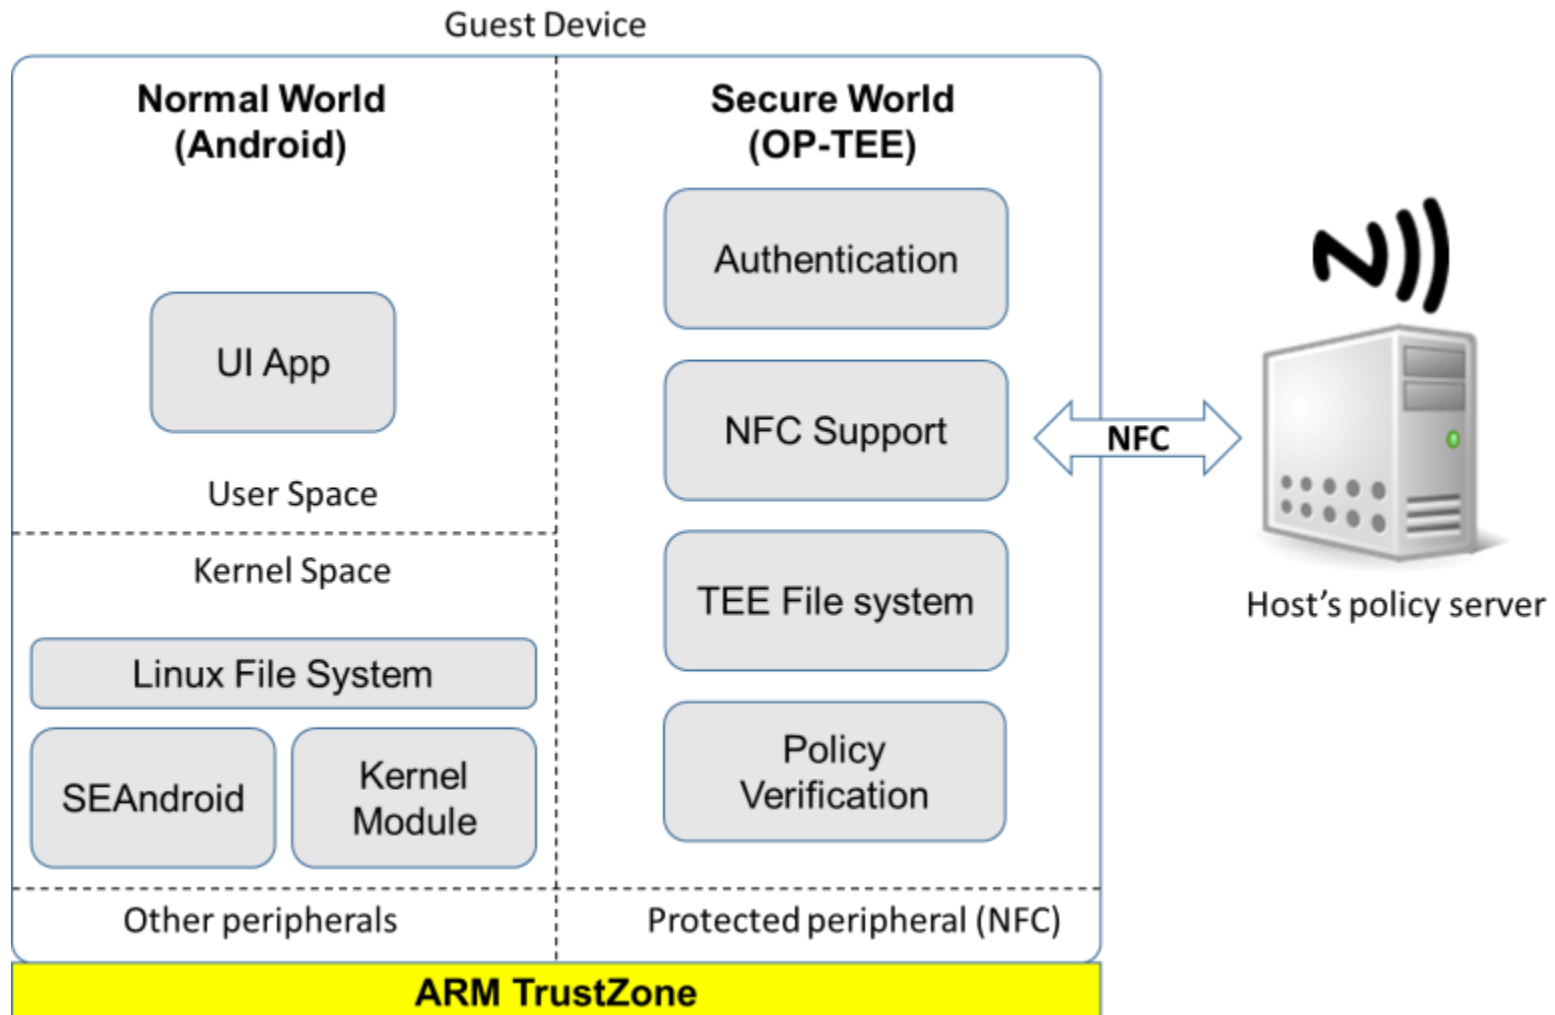 Guest Device
Normal World
(Android)
UI App
User Space
Kernel Space
Linux File System
SEAndroid
Kernel
Module
Other peripherals
Secure World
(OP-TEE)
Authentication
NFC Support
TEE File system
Policy
Verification
Protected peripheral (NFC)
ARM TrustZone
NFC
Host's policy server